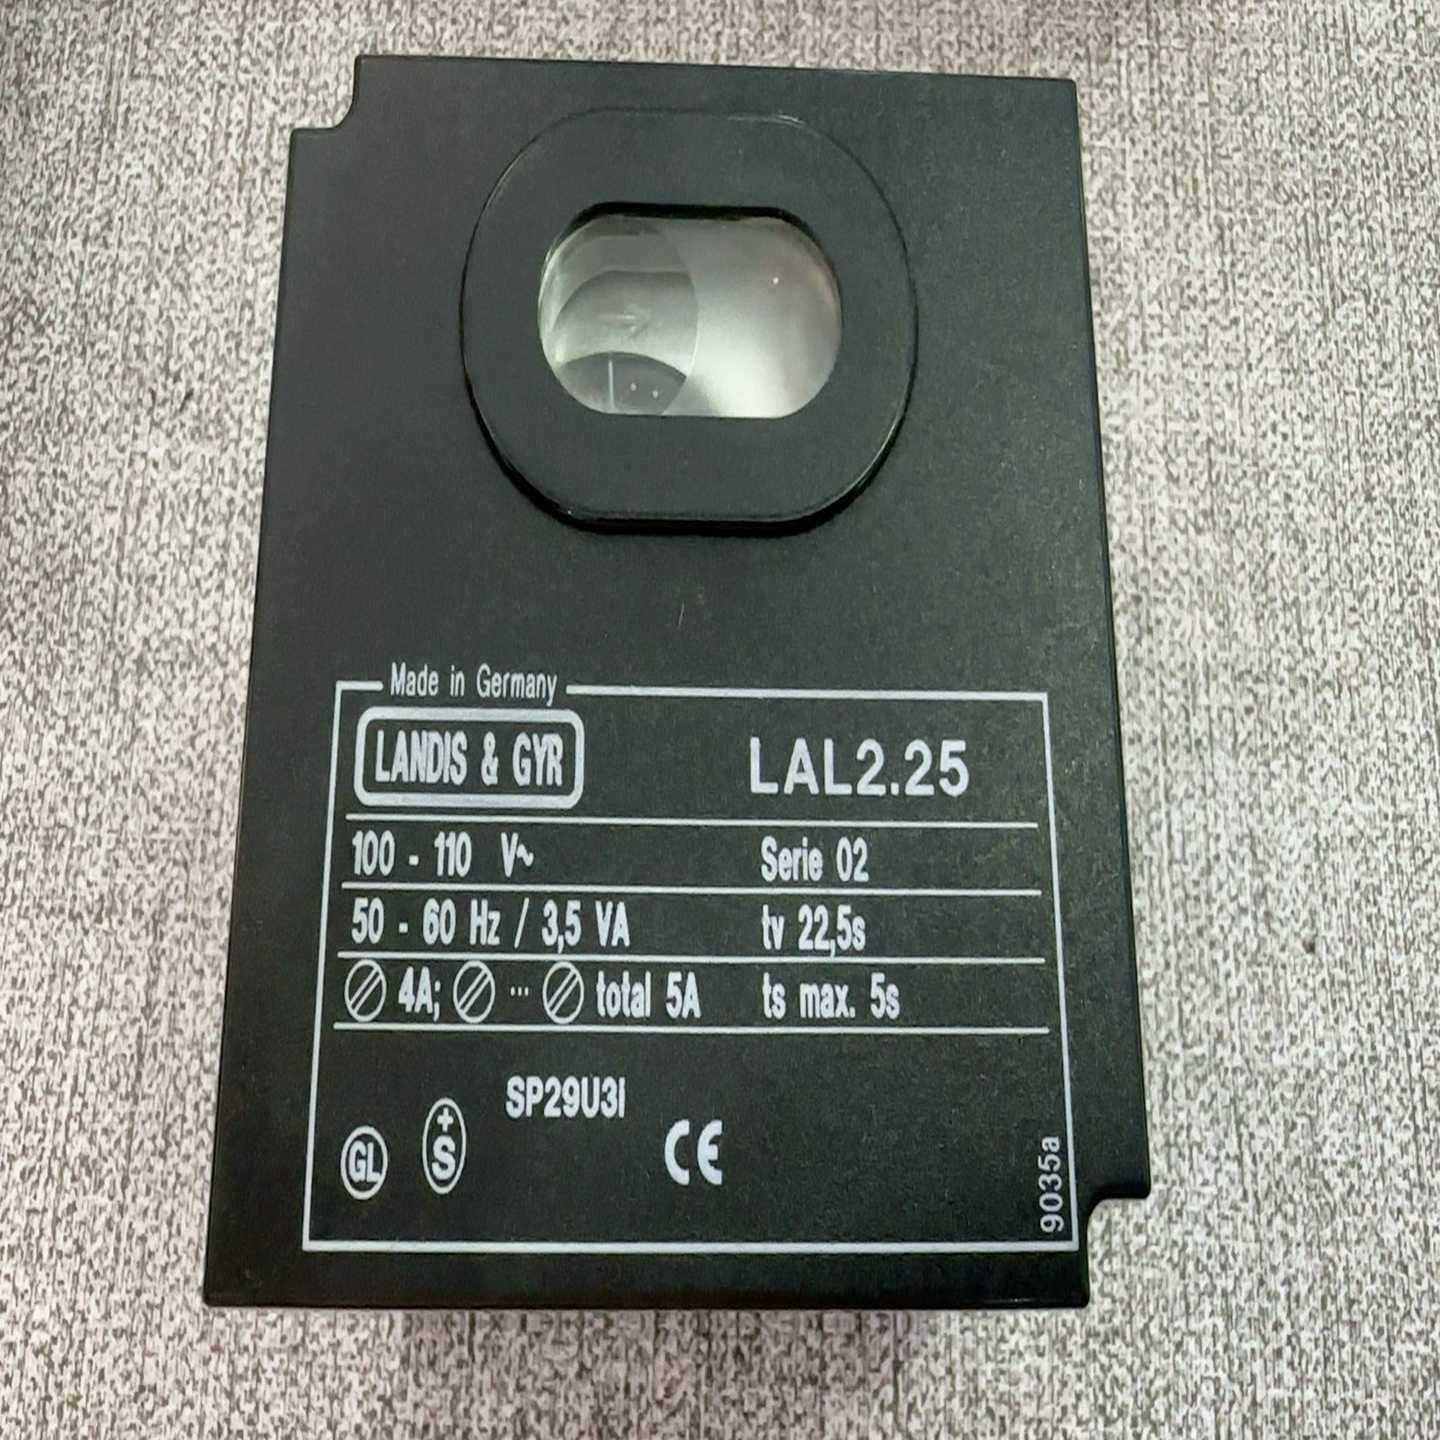 Made in Germany
LANDIS & GYR
LAL2.25
100 - 110 V~
Serie 02
50 - 60 Hz / 3,5 VA
tv 22,5s
4A; ... total 5A
ts max. 5s
SP29U3I
GL
+S
CE
9035a